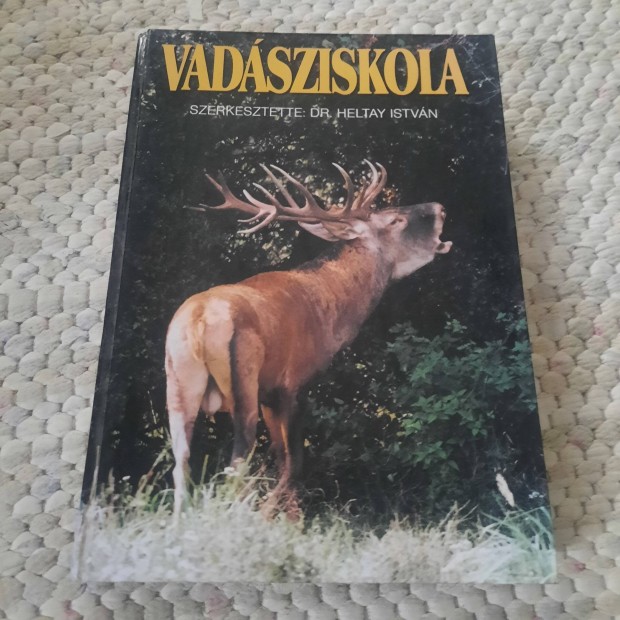 VADÁSZISKOLA
SZERKESZTETTE: DR. HELTAY ISTVÁN